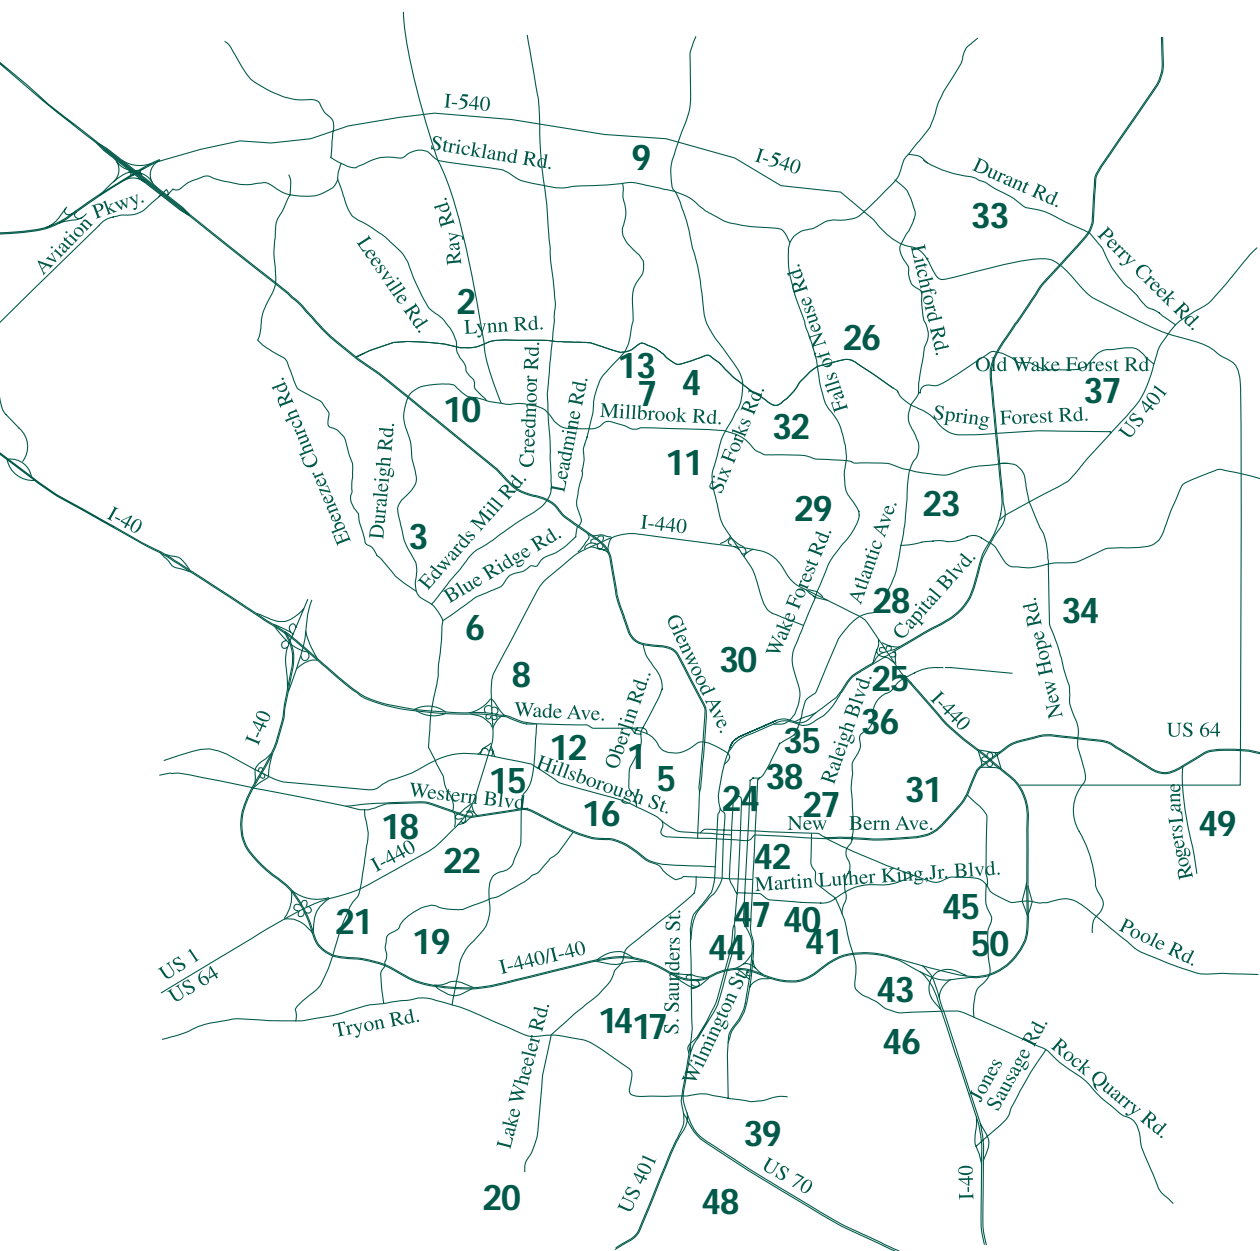 I-540
Strickland Rd.
9
I-540
Durant Rd.
33
Aviation Pkwy.
Ray Rd.
Leesville Rd.
Perry Creek Rd.
Litchford Rd.
Falls of Neuse Rd.
2
Lynn Rd.
26
13
7
4
Old Wake Forest Rd
37
10
Millbrook Rd.
32
Spring Forest Rd.
US 401
Creedmoor Rd.
Leadmine Rd.
Six Forks Rd.
Ebenezer Church Rd.
Duraleigh Rd.
11
I-40
3
Edwards Mill Rd.
Blue Ridge Rd.
I-440
29
23
Wake Forest Rd.
Atlantic Ave.
Capital Blvd.
28
34
New Hope Rd.
6
Glenwood Ave.
30
8
25
I-40
Wade Ave.
Oberlin Rd..
36
I-440
US 64
12
1
35
Raleigh Blvd.
15
Hillsborough St.
5
38
Western Blvd
24
27
31
16
18
New Bern Ave.
49
Rogers Lane
I-440
22
42
Martin Luther King,Jr. Blvd.
21
19
47
40
41
45
50
44
Poole Rd.
US 1
US 64
I-440/I-40
S. Saunders St.
Wilmington St.
43
Tryon Rd.
14
17
46
Lake Wheeler Rd.
Jones
Sausage Rd.
Rock Quarry Rd.
39
20
US 401
48
US 70
I-40